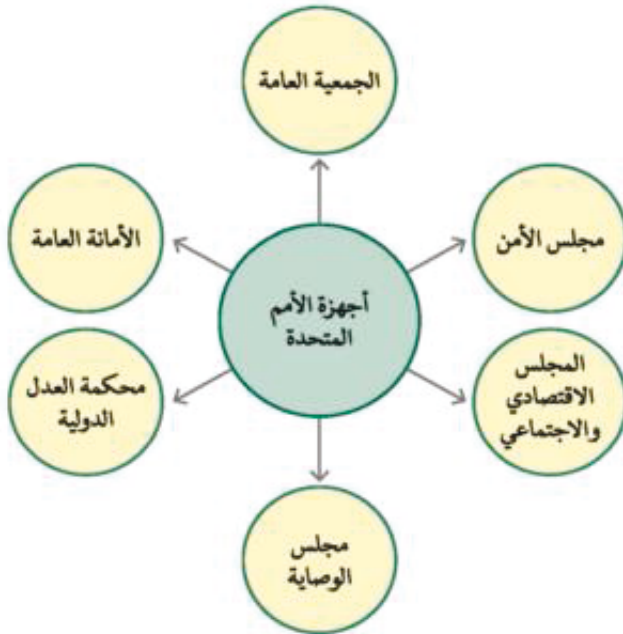 الجمعية العامة
مجلس الأمن
الأمانة العامة
أجهزة الأمم
المتحدة
المجلس
الاقتصادي
والاجتماعي
محكمة العدل
الدولية
مجلس
الوصاية